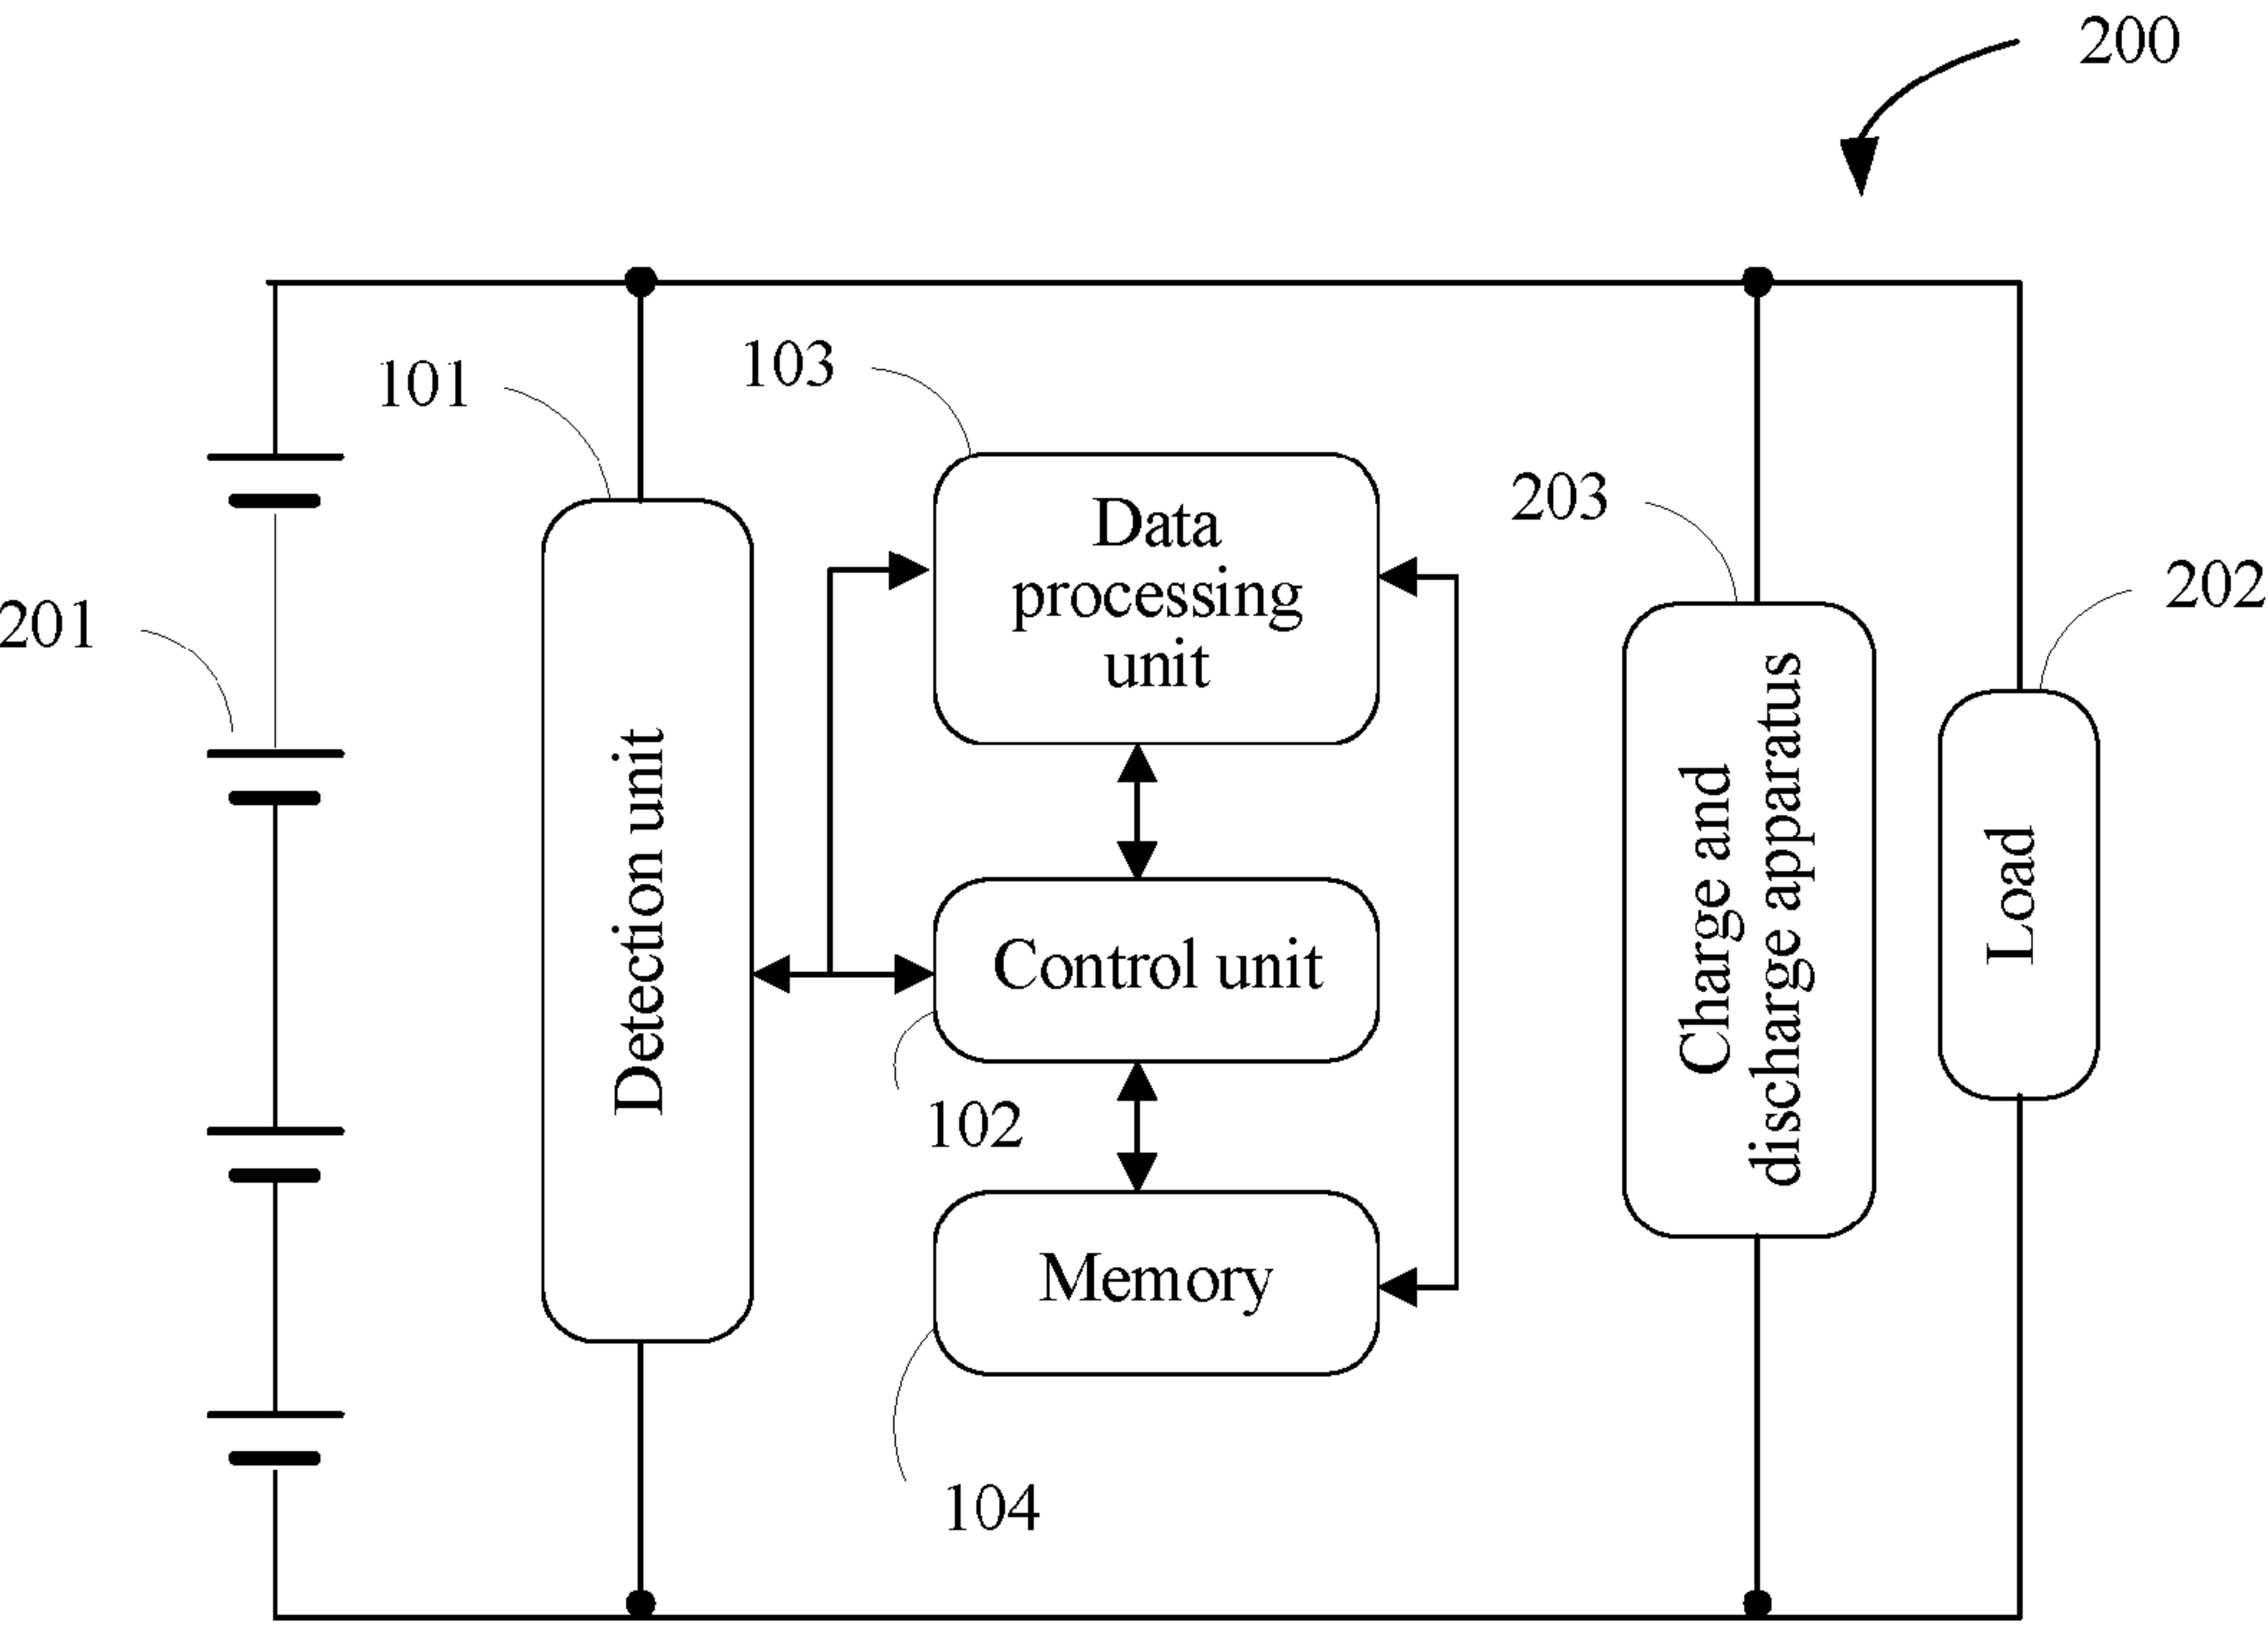 200
103
101
203
202
201
Data
processing
unit
Detection unit
Charge and
discharge apparatus
Load
Control unit
102
Memory
104